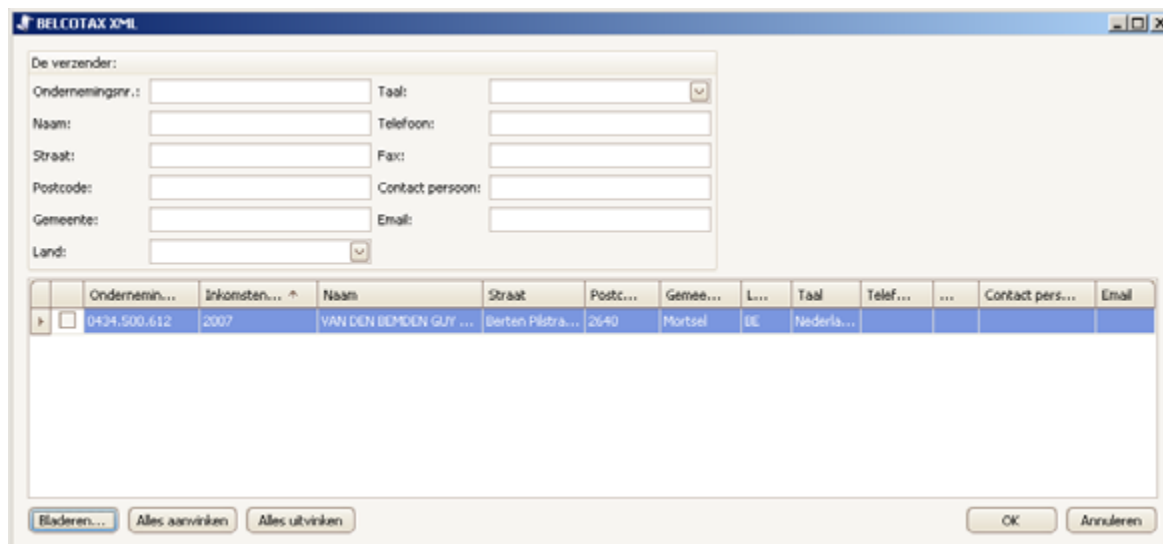 BELCOTAX XML
De verzender:
Ondernemingsnr.: Taal:
Naam: Telefoon:
Straat: Fax:
Postcode: Contact persoon:
Gemeente: Email:
Land:
Ondernemin... Inkomsten... Naam Straat Postc... Gemee... L... Taal Telef... ... Contact pers... Email
0434.500.612 2007 VAN DEN BEMDEN GUY ... Berten Pilstra... 2640 Mortsel BE Nederla...
Bladeren... Alles aanvinken Alles uitvinken OK Annuleren